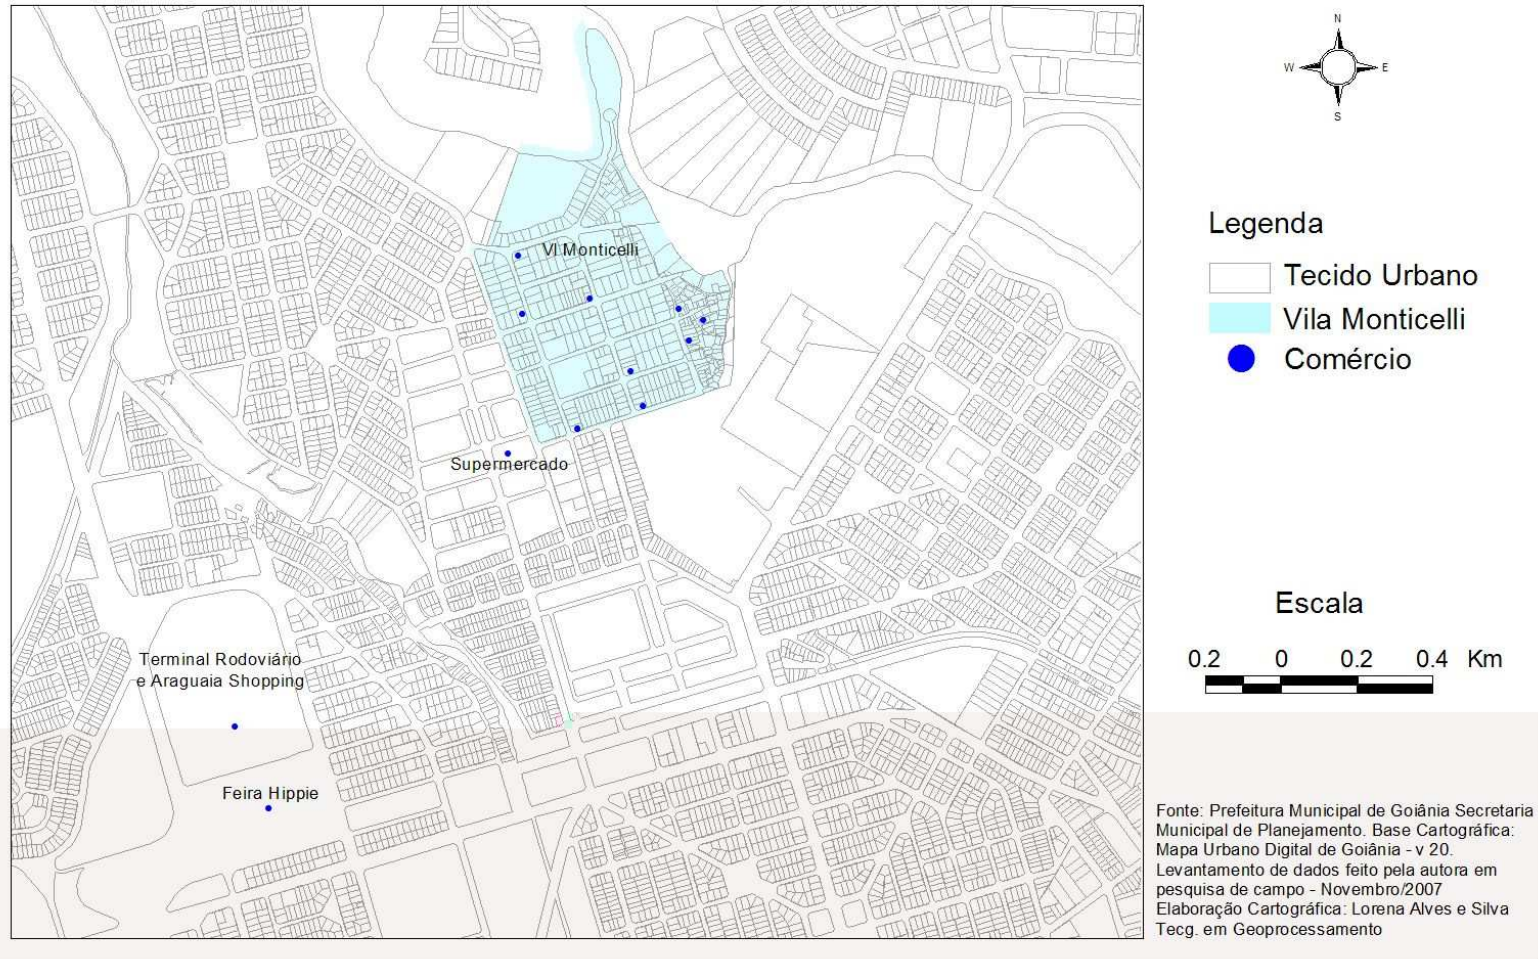 N
W E
S
Legenda
Tecido Urbano
Vila Monticelli
Comércio
Escala
0.2 0 0.2 0.4 Km
Fonte: Prefeitura Municipal de Goiânia Secretaria
Municipal de Planejamento. Base Cartográfica:
Mapa Urbano Digital de Goiânia - v 20.
Levantamento de dados feito pela autora em
pesquisa de campo - Novembro/2007
Elaboração Cartográfica: Lorena Alves e Silva
Tecg. em Geoprocessamento
Vl Monticelli
Supermercado
Terminal Rodoviário
e Araguaia Shopping
Feira Hippie